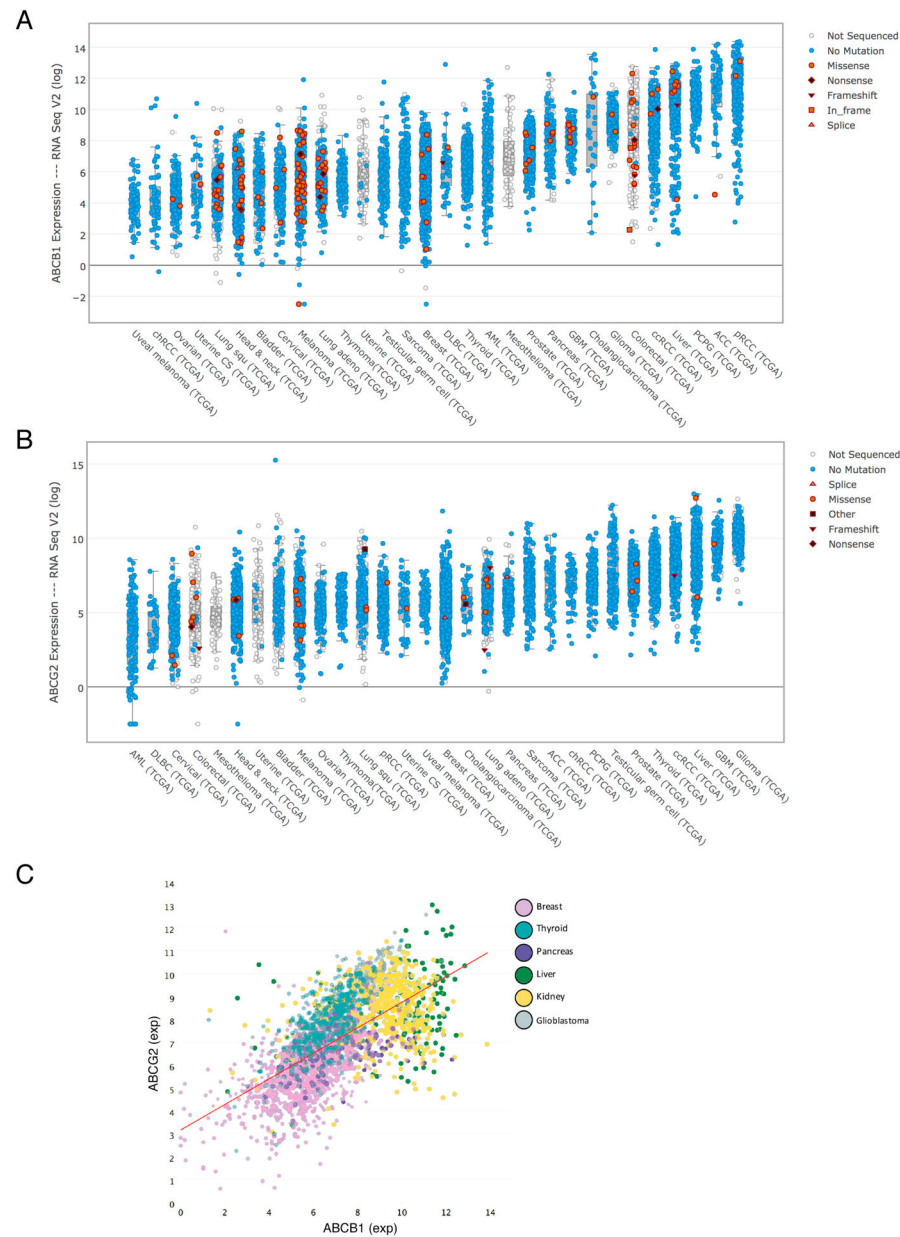 A
ABCB1 Expression --- RNA Seq V2 (log)
14
12
10
8
6
4
2
0
−2
Not Sequenced
No Mutation
Missense
Nonsense
Frameshift
In_frame
Splice
Uveal melanoma (TCGA)
chRCC (TCGA)
Ovarian (TCGA)
Uterine CS (TCGA)
Lung squ (TCGA)
Head & neck (TCGA)
Bladder (TCGA)
Cervical (TCGA)
Melanoma (TCGA)
Lung adeno (TCGA)
Thymoma(TCGA)
Uterine (TCGA)
Testicular germ cell (TCGA)
Sarcoma (TCGA)
Breast (TCGA)
DLBC (TCGA)
Thyroid (TCGA)
AML (TCGA)
Mesothelioma (TCGA)
Prostate (TCGA)
Pancreas (TCGA)
GBM (TCGA)
Cholangiocarcinoma (TCGA)
Glioma (TCGA)
Colorectal (TCGA)
ccRCC (TCGA)
Liver (TCGA)
PCPG (TCGA)
ACC (TCGA)
pRCC (TCGA)
B
ABCG2 Expression --- RNA Seq V2 (log)
15
10
5
0
Not Sequenced
No Mutation
Splice
Missense
Other
Frameshift
Nonsense
AML (TCGA)
DLBC (TCGA)
Cervical (TCGA)
Colorectal (TCGA)
Mesothelioma (TCGA)
Head & neck (TCGA)
Uterine (TCGA)
Bladder (TCGA)
Melanoma (TCGA)
Ovarian (TCGA)
Thymoma(TCGA)
Lung squ (TCGA)
pRCC (TCGA)
Uterine CS (TCGA)
Uveal melanoma (TCGA)
Breast (TCGA)
Cholangiocarcinoma (TCGA)
Lung adeno (TCGA)
Pancreas (TCGA)
Sarcoma (TCGA)
ACC (TCGA)
chRCC (TCGA)
PCPG (TCGA)
Testicular germ cell (TCGA)
Prostate (TCGA)
Thyroid (TCGA)
ccRCC (TCGA)
Liver (TCGA)
GBM (TCGA)
Glioma (TCGA)
C
ABCG2 (exp)
14
13
12
11
10
9
8
7
6
5
4
3
2
1
0
Breast
Thyroid
Pancreas
Liver
Kidney
Glioblastoma
0 2 4 6 8 10 12 14
ABCB1 (exp)